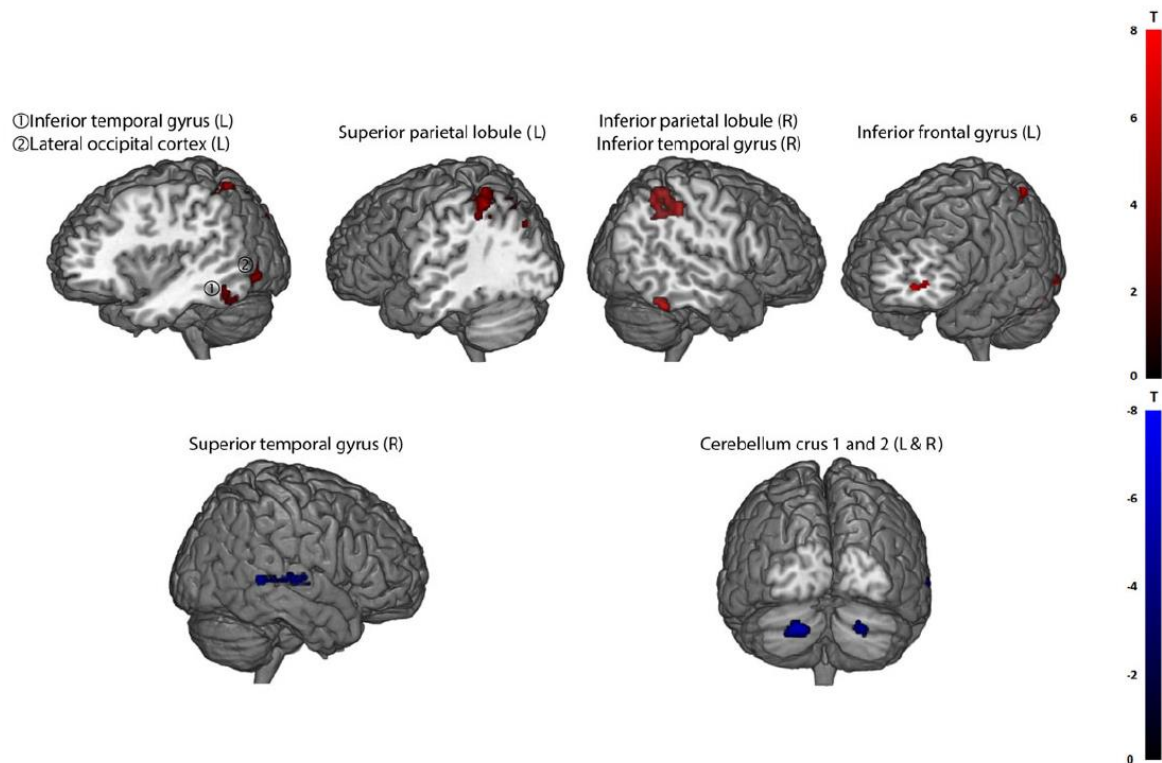 ①Inferior temporal gyrus (L)
②Lateral occipital cortex (L)
Superior parietal lobule (L)
Inferior parietal lobule (R)
Inferior temporal gyrus (R)
Inferior frontal gyrus (L)
②
①
T
8
6
4
2
0
Superior temporal gyrus (R)
Cerebellum crus 1 and 2 (L & R)
T
-8
-6
-4
-2
0